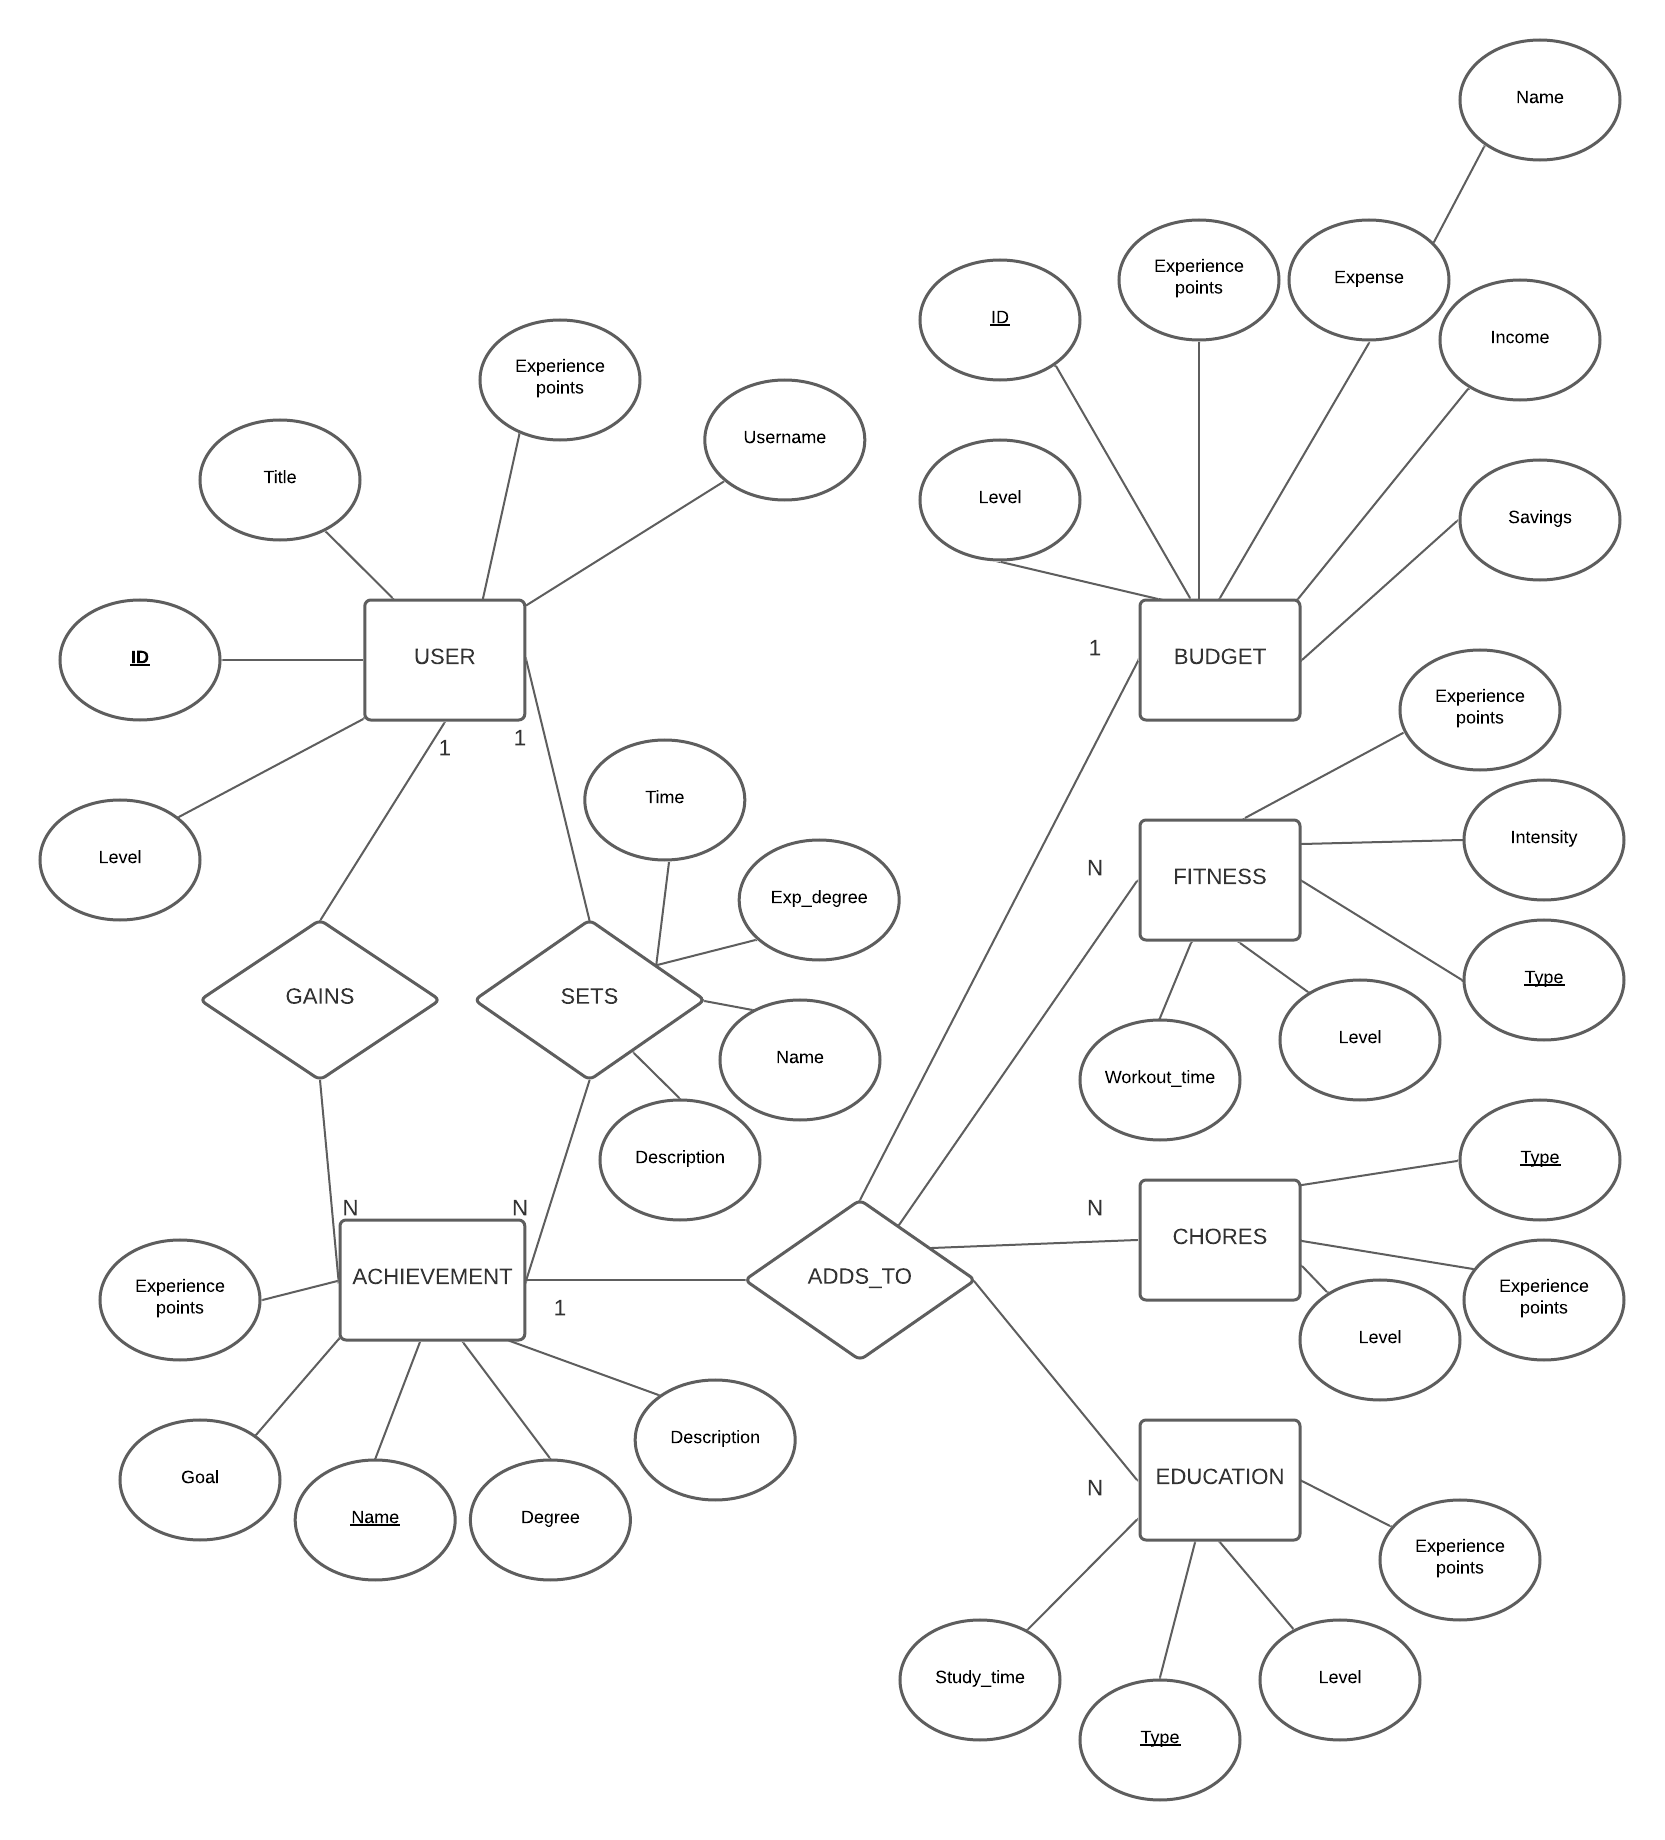 Name
Experience
points
Expense
ID
Income
Experience
points
Username
Title
Level
Savings
ID
USER
1
BUDGET
Experience
points
1
1
Time
Intensity
Level
N
FITNESS
Exp_degree
Type
GAINS
SETS
Name
Level
Workout_time
Description
Type
N
N
N
CHORES
Experience
points
ACHIEVEMENT
ADDS_TO
Experience
points
1
Level
Description
Goal
Name
Degree
N
EDUCATION
Experience
points
Study_time
Level
Type